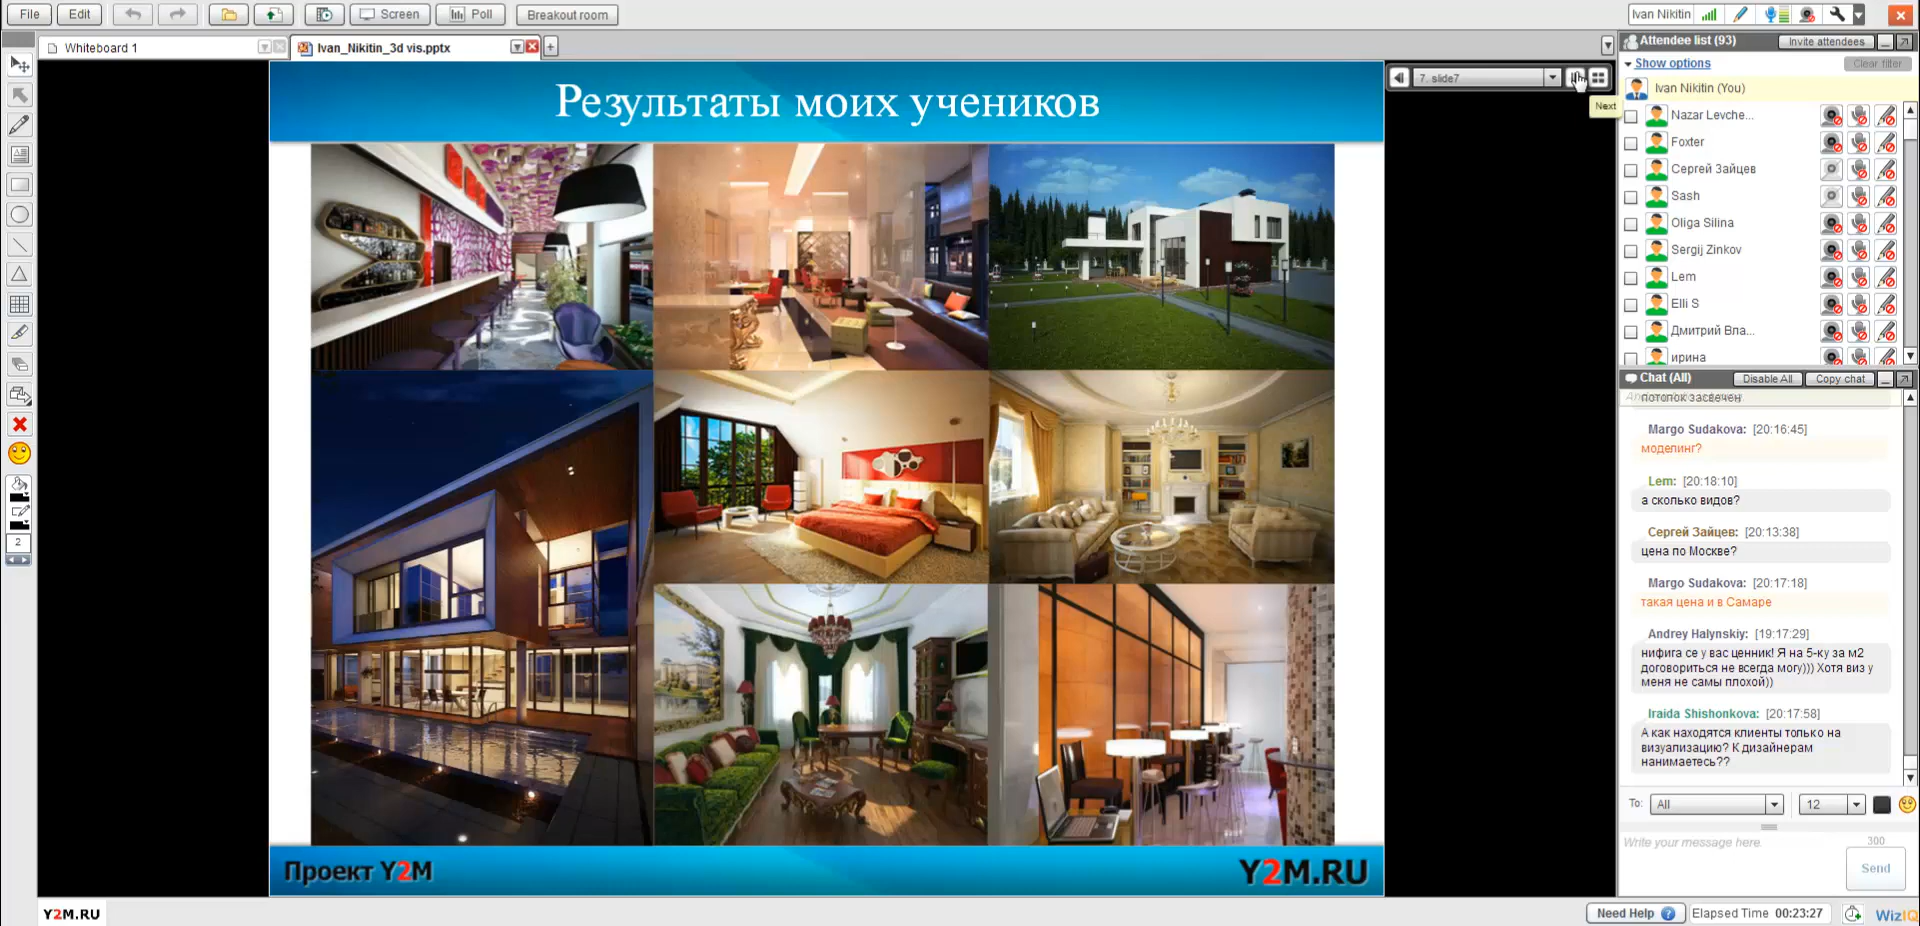 File
Edit
Screen
Poll
Breakout room
Ivan Nikitin
Whiteboard 1
Ivan_Nikitin_3d vis.pptx
Результаты моих учеников
7. slide7
Next
Attendee list (93)
Invite attendees
Show options
Clear filter
Ivan Nikitin (You)
Nazar Levche...
Foxter
Сергей Зайцев
Sash
Oliga Silina
Sergij Zinkov
Lem
Elli S
Дмитрий Вла...
ирина
Chat (All)
Disable All
Copy chat
потолок засвечен
Margo Sudakova: [20:16:45]
моделинг?
Lem: [20:18:10]
а сколько видов?
Сергей Зайцев: [20:13:38]
цена по Москве?
Margo Sudakova: [20:17:18]
такая цена и в Самаре
Andrey Halynskiy: [19:17:29]
нифига се у вас ценник! Я на 5-ку за м2
договориться не всегда могу))) Хотя виз у
меня не самы плохой))
Iraida Shishonkova: [20:17:58]
А как находятся клиенты только на
визуализацию? К дизайнерам
нанимаетесь??
To:
All
12
Write your message here.
300
Send
2
Проект Y2M
Y2M.RU
Y2M.RU
Need Help ?
Elapsed Time 00:23:27
WizIQ